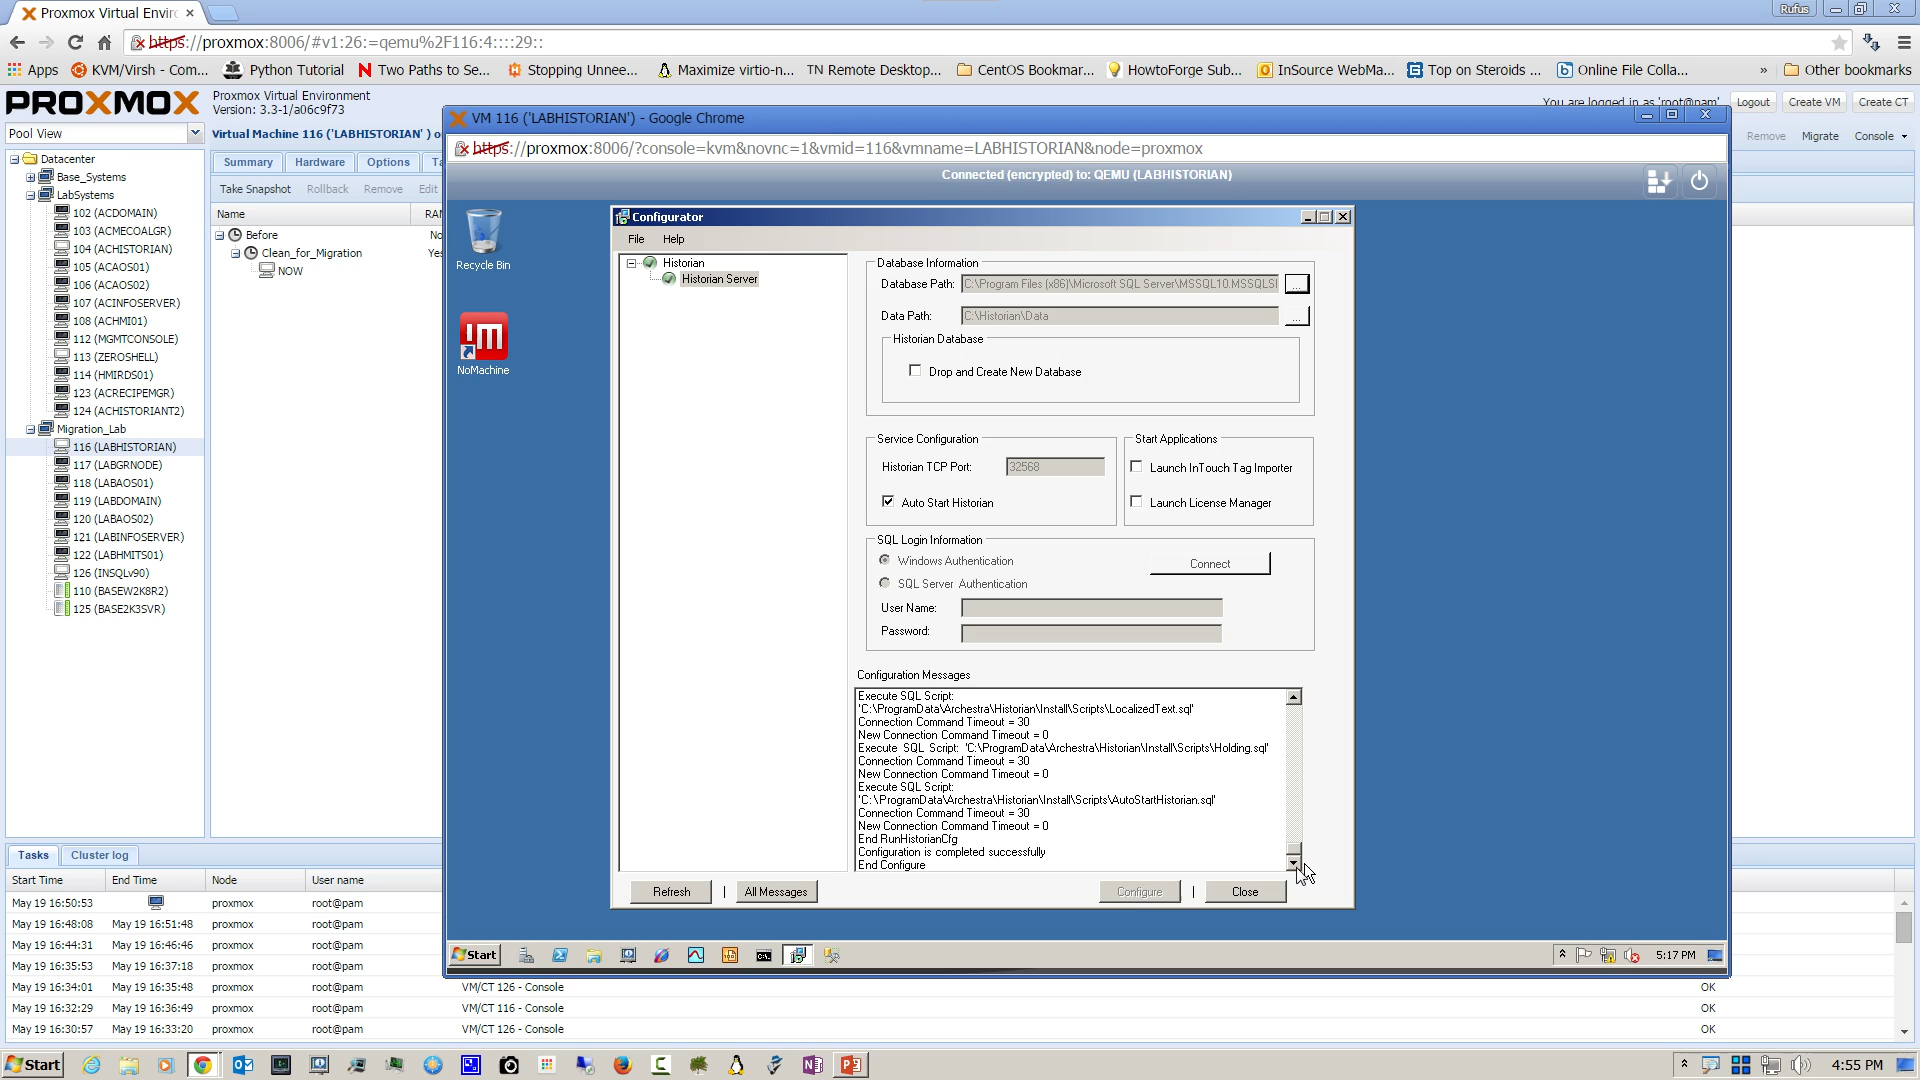 Proxmox Virtual Enviro
Rufus
https://proxmox:8006/#v1:26:=qemu%2F116:4::::29::
Apps
KVM/Virsh - Com...
Python Tutorial
Two Paths to Se...
Stopping Unnee...
Maximize virtio-n...
TN Remote Desktop...
CentOS Bookmar...
HowtoForge Sub...
InSource WebMa...
Top on Steroids ...
Online File Colla...
»
Other bookmarks
PROXMOX
Proxmox Virtual Environment
Version: 3.3-1/a06c9f73
You are logged in as 'root@pam'
Logout
Create VM
Create CT
Pool View
Virtual Machine 116 ('LABHISTORIAN' ) o
Remove
Migrate
Console
Summary
Hardware
Options
Ta
Take Snapshot
Rollback
Remove
Edit
Name
RAM
Before
No
Clean_for_Migration
Yes
NOW
Datacenter
Base_Systems
LabSystems
102 (ACDOMAIN)
103 (ACMECOALGR)
104 (ACHISTORIAN)
105 (ACAOS01)
106 (ACAOS02)
107 (ACINFOSERVER)
108 (ACHMI01)
112 (MGMTCONSOLE)
113 (ZEROSHELL)
114 (HMIRDS01)
123 (ACRECIPEMGR)
124 (ACHISTORIANT2)
Migration_Lab
116 (LABHISTORIAN)
117 (LABGRNODE)
118 (LABAOS01)
119 (LABDOMAIN)
120 (LABAOS02)
121 (LABINFOSERVER)
122 (LABHMITS01)
126 (INSQLv90)
110 (BASEW2K8R2)
125 (BASE2K3SVR)
VM 116 ('LABHISTORIAN') - Google Chrome
https://proxmox:8006/?console=kvm&novnc=1&vmid=116&vmname=LABHISTORIAN&node=proxmox
Connected (encrypted) to: QEMU (LABHISTORIAN)
Recycle Bin
NoMachine
Configurator
File
Help
Historian
Historian Server
Database Information
Database Path:
C:\Program Files (x86)\Microsoft SQL Server\MSSQL10.MSSQLSI
...
Data Path:
C:\Historian\Data
...
Historian Database
Drop and Create New Database
Service Configuration
Historian TCP Port:
32568
Auto Start Historian
Start Applications
Launch InTouch Tag Importer
Launch License Manager
SQL Login Information
Windows Authentication
SQL Server Authentication
Connect
User Name:
Password:
Configuration Messages
Execute SQL Script:
'C:\ProgramData\Archestra\Historian\Install\Scripts\LocalizedText.sql'
Connection Command Timeout = 30
New Connection Command Timeout = 0
Execute SQL Script: 'C:\ProgramData\Archestra\Historian\Install\Scripts\Holding.sql'
Connection Command Timeout = 30
New Connection Command Timeout = 0
Execute SQL Script:
'C:\ProgramData\Archestra\Historian\Install\Scripts\AutoStartHistorian.sql'
Connection Command Timeout = 30
New Connection Command Timeout = 0
End RunHistorianCfg
Configuration is completed successfully
End Configure
Refresh
|
All Messages
Configure
|
Close
Start
5:17 PM
Tasks
Cluster log
Start Time
End Time
Node
User name
May 19 16:50:53
proxmox
root@pam
May 19 16:48:08
May 19 16:51:48
proxmox
root@pam
May 19 16:44:31
May 19 16:46:46
proxmox
root@pam
May 19 16:35:53
May 19 16:37:18
proxmox
root@pam
May 19 16:34:01
May 19 16:35:48
proxmox
root@pam
VM/CT 126 - Console
OK
May 19 16:32:29
May 19 16:36:49
proxmox
root@pam
VM/CT 116 - Console
OK
May 19 16:30:57
May 19 16:33:20
proxmox
root@pam
VM/CT 126 - Console
OK
Start
4:55 PM